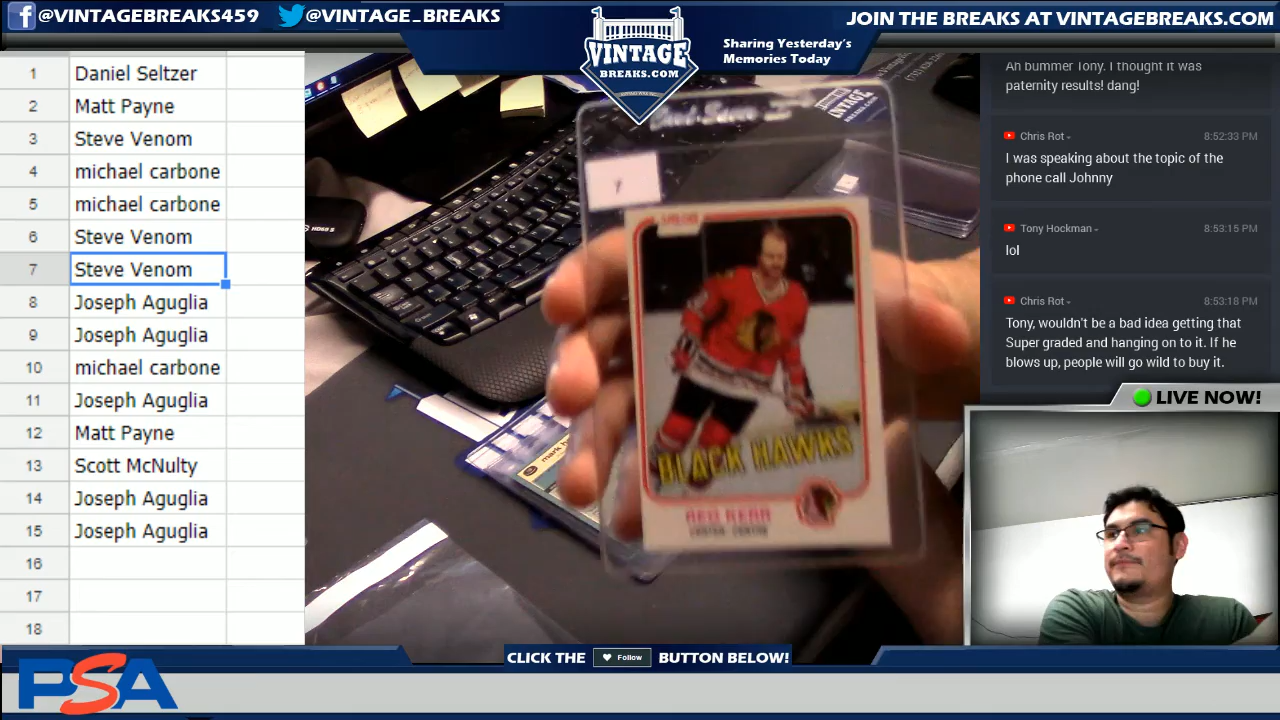 @VINTAGEBREAKS459
@VINTAGE_BREAKS
VINTAGE
BREAKS.COM
Sharing Yesterday's
Memories Today
JOIN THE BREAKS AT VINTAGEBREAKS.COM
1 Daniel Seltzer
2 Matt Payne
3 Steve Venom
4 michael carbone
5 michael carbone
6 Steve Venom
7 Steve Venom
8 Joseph Aguglia
9 Joseph Aguglia
10 michael carbone
11 Joseph Aguglia
12 Matt Payne
13 Scott McNulty
14 Joseph Aguglia
15 Joseph Aguglia
16
17
18
BLACK HAWKS
REG KERR
VINTAGE
Ah bummer Tony. I thought it was
paternity results! dang!
Chris Rot 8:52:33 PM
I was speaking about the topic of the
phone call Johnny
Tony Hockman 8:53:15 PM
lol
Chris Rot 8:53:18 PM
Tony, wouldn't be a bad idea getting that
Super graded and hanging on to it. If he
blows up, people will go wild to buy it.
LIVE NOW!
CLICK THE Follow BUTTON BELOW!
PSA